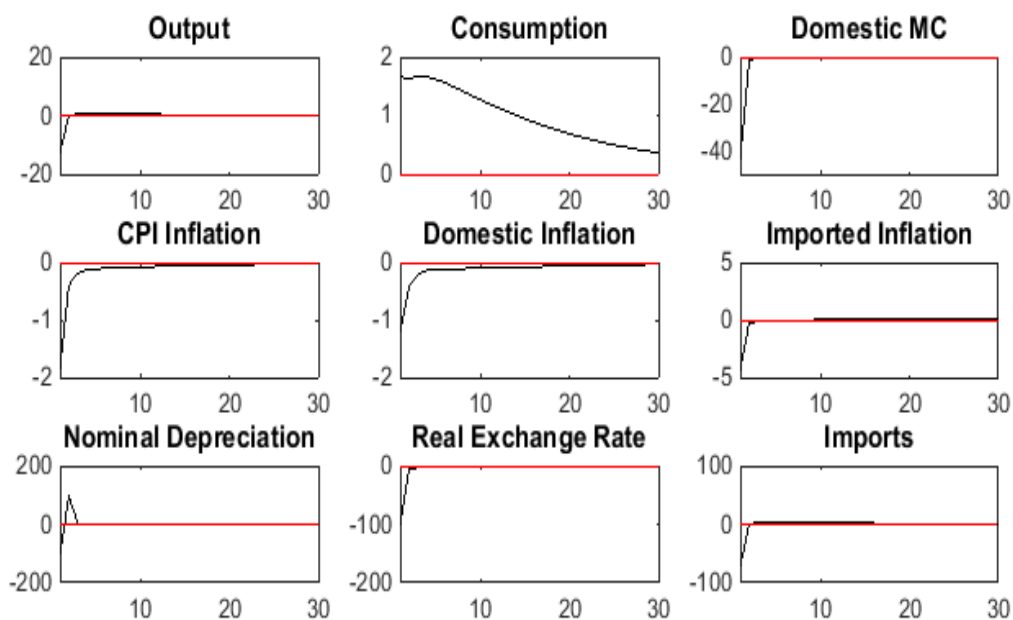 Output
20
0
-20
10 20 30
Consumption
2
1
0
10 20 30
Domestic MC
0
-20
-40
10 20 30
CPI Inflation
0
-1
-2
10 20 30
Domestic Inflation
0
-1
-2
10 20 30
Imported Inflation
5
0
-5
10 20 30
Nominal Depreciation
200
0
-200
10 20 30
Real Exchange Rate
0
-100
-200
10 20 30
Imports
100
0
-100
10 20 30